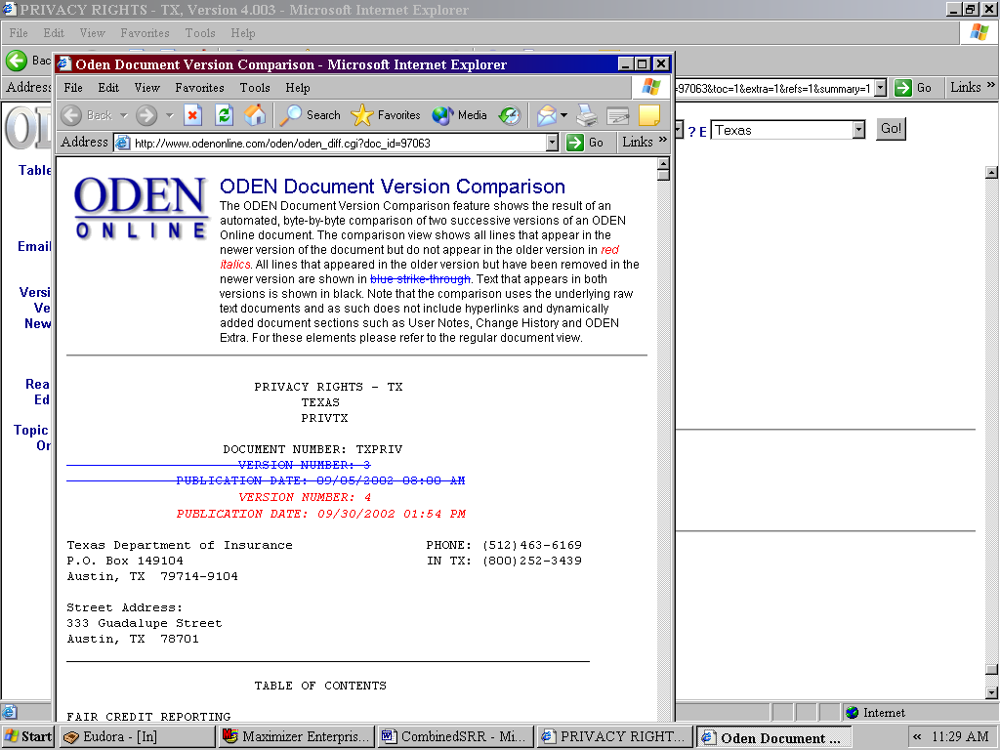 PRIVACY RIGHTS - TX, Version 4.003 - Microsoft Internet Explorer
File Edit View Favorites Tools Help
Bac
Address
=97063&toc=1&extra=1&refs=1&summary=1 Go Links »
OD
? E Texas Go!
Table
Email
Versi
Ve
New
Rea
Ed
Topic
Or
Oden Document Version Comparison - Microsoft Internet Explorer
File Edit View Favorites Tools Help
Back Search Favorites Media
Address http://www.odenonline.com/oden/oden_diff.cgi?doc_id=97063 Go Links »
ODEN
ONLINE
ODEN Document Version Comparison
The ODEN Document Version Comparison feature shows the result of an
automated, byte-by-byte comparison of two successive versions of an ODEN
Online document. The comparison view shows all lines that appear in the
newer version of the document but do not appear in the older version in red
italics. All lines that appeared in the older version but have been removed in the
newer version are shown in blue strike-through. Text that appears in both
versions is shown in black. Note that the comparison uses the underlying raw
text documents and as such does not include hyperlinks and dynamically
added document sections such as User Notes, Change History and ODEN
Extra. For these elements please refer to the regular document view.
PRIVACY RIGHTS - TX
TEXAS
PRIVTX
DOCUMENT NUMBER: TXPRIV
VERSION NUMBER: 3
PUBLICATION DATE: 09/05/2002 08:00 AM
VERSION NUMBER: 4
PUBLICATION DATE: 09/30/2002 01:54 PM
Texas Department of Insurance PHONE: (512)463-6169
P.O. Box 149104 IN TX: (800)252-3439
Austin, TX 79714-9104
Street Address:
333 Guadalupe Street
Austin, TX 78701
TABLE OF CONTENTS
FAIR CREDIT REPORTING
Internet
Start Eudora - [In] Maximizer Enterpris... CombinedSRR - Mi... PRIVACY RIGHT... Oden Document ... « 11:29 AM